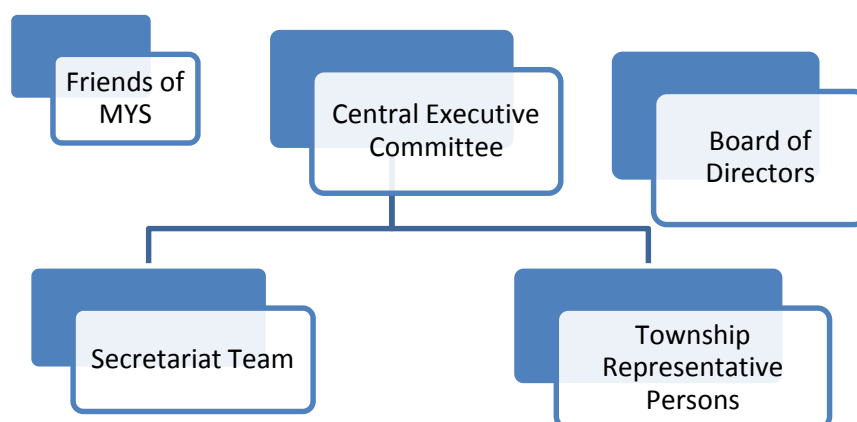 Friends of
MYS
Central Executive
Committee
Board of
Directors
Secretariat Team
Township
Representative
Persons